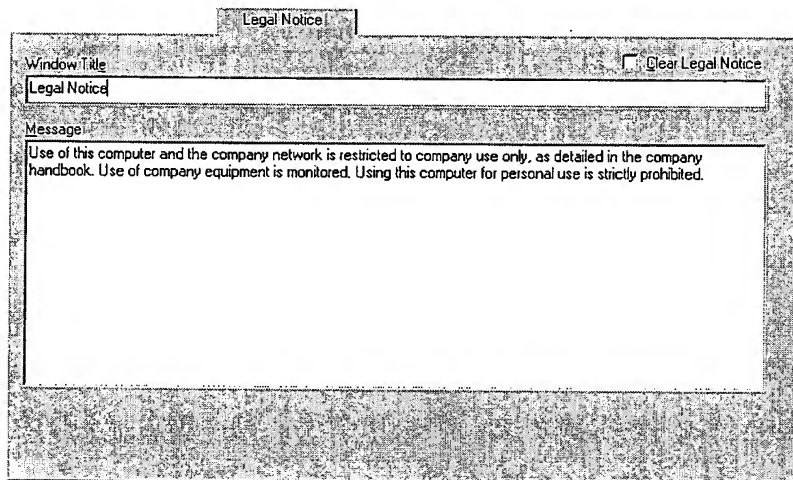 Legal Notice
Window Title
Clear Legal Notice
Legal Notice
Message
Use of this computer and the company network is restricted to company use only, as detailed in the company
handbook. Use of company equipment is monitored. Using this computer for personal use is strictly prohibited.